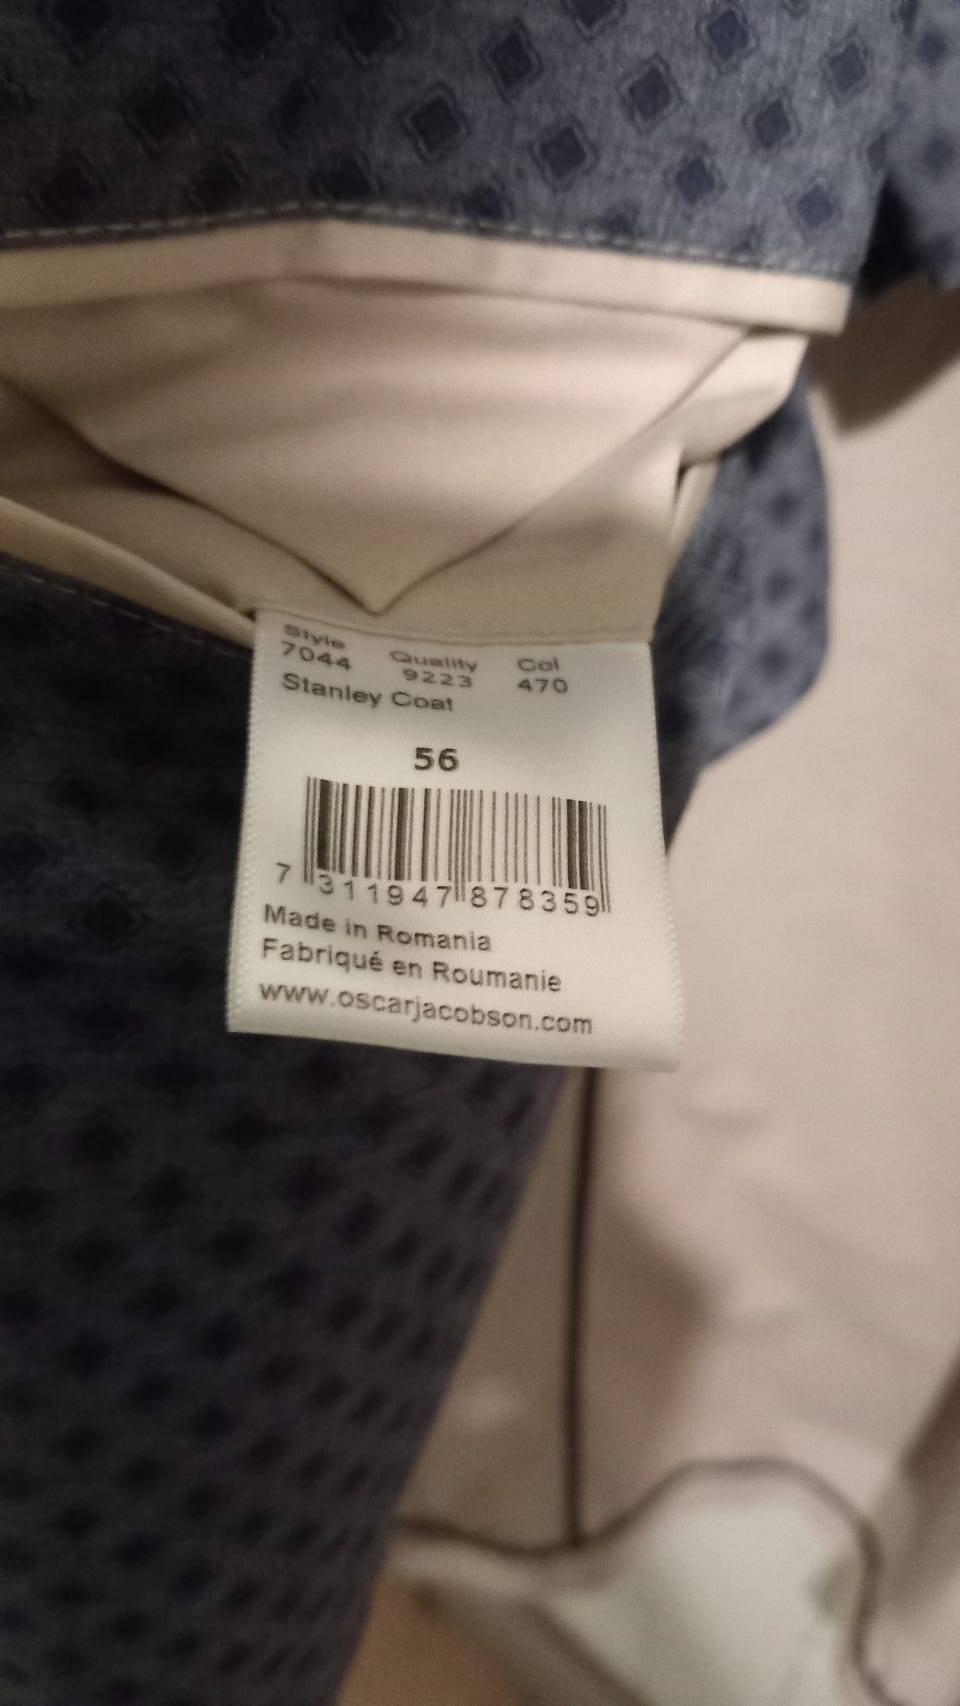 Style Quality Col
7044 9223 470
Stanley Coat
56
7 311947 878359
Made in Romania
Fabriqué en Roumanie
www.oscarjacobson.com